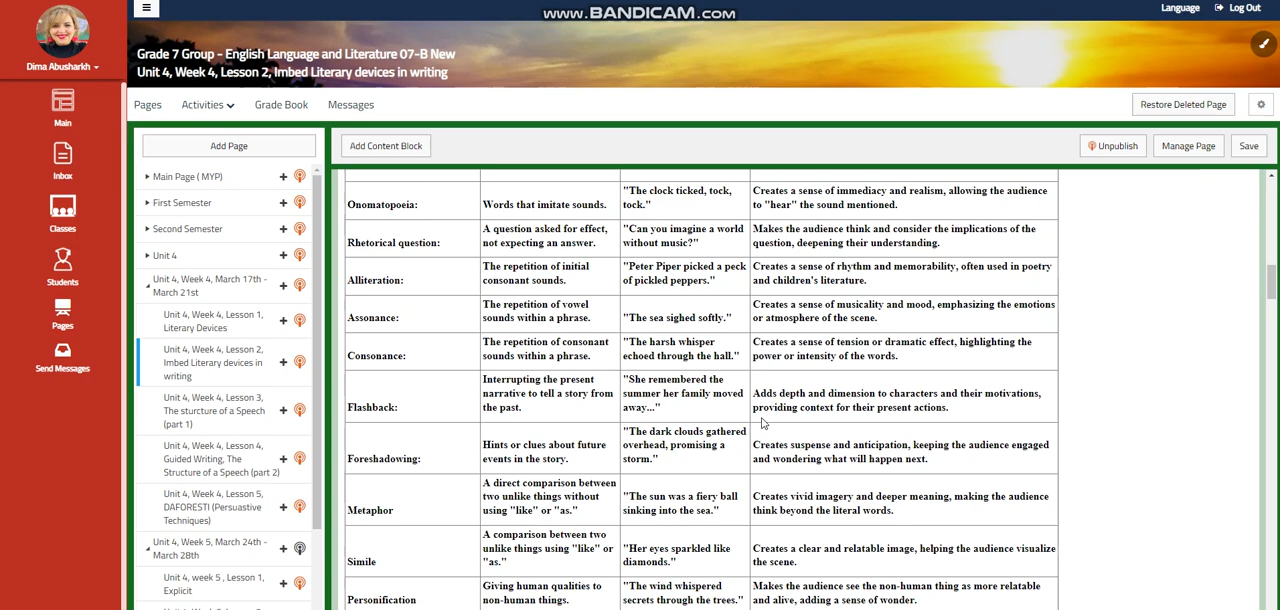 www.BANDICAM.com
Language
Log Out
Dima Abusharkh
Grade 7 Group - English Language and Literature 07-B New
Unit 4, Week 4, Lesson 2, Imbed Literary devices in writing
Pages
Activities
Grade Book
Messages
Restore Deleted Page
Main
Inbox
Classes
Students
Pages
Send Messages
Add Page
Main Page ( MYP)
First Semester
Second Semester
Unit 4
Unit 4, Week 4, March 17th -
March 21st
Unit 4, Week 4, Lesson 1,
Literary Devices
Unit 4, Week 4, Lesson 2,
Imbed Literary devices in
writing
Unit 4, Week 4, Lesson 3,
The sturcture of a Speech
(part 1)
Unit 4, Week 4, Lesson 4,
Guided Writing, The
Structure of a Speech (part 2)
Unit 4, Week 4, Lesson 5,
DAFORESTI (Persuastive
Techniques)
Unit 4, Week 5, March 24th -
March 28th
Unit 4, week 5 , Lesson 1,
Explicit
Add Content Block
Unpublish
Manage Page
Save
Onomatopoeia:
Words that imitate sounds.
"The clock ticked, tock,
tock."
Creates a sense of immediacy and realism, allowing the audience
to "hear" the sound mentioned.
Rhetorical question:
A question asked for effect,
not expecting an answer.
"Can you imagine a world
without music?"
Makes the audience think and consider the implications of the
question, deepening their understanding.
Alliteration:
The repetition of initial
consonant sounds.
"Peter Piper picked a peck
of pickled peppers."
Creates a sense of rhythm and memorability, often used in poetry
and children's literature.
Assonance:
The repetition of vowel
sounds within a phrase.
"The sea sighed softly."
Creates a sense of musicality and mood, emphasizing the emotions
or atmosphere of the scene.
Consonance:
The repetition of consonant
sounds within a phrase.
"The harsh whisper
echoed through the hall."
Creates a sense of tension or dramatic effect, highlighting the
power or intensity of the words.
Flashback:
Interrupting the present
narrative to tell a story from
the past.
"She remembered the
summer her family moved
away..."
Adds depth and dimension to characters and their motivations,
providing context for their present actions.
Foreshadowing:
Hints or clues about future
events in the story.
"The dark clouds gathered
overhead, promising a
storm."
Creates suspense and anticipation, keeping the audience engaged
and wondering what will happen next.
Metaphor
A direct comparison between
two unlike things without
using "like" or "as."
"The sun was a fiery ball
sinking into the sea."
Creates vivid imagery and deeper meaning, making the audience
think beyond the literal words.
Simile
A comparison between two
unlike things using "like" or
"as."
"Her eyes sparkled like
diamonds."
Creates a clear and relatable image, helping the audience visualize
the scene.
Personification
Giving human qualities to
non-human things.
"The wind whispered
secrets through the trees."
Makes the audience see the non-human thing as more relatable
and alive, adding a sense of wonder.